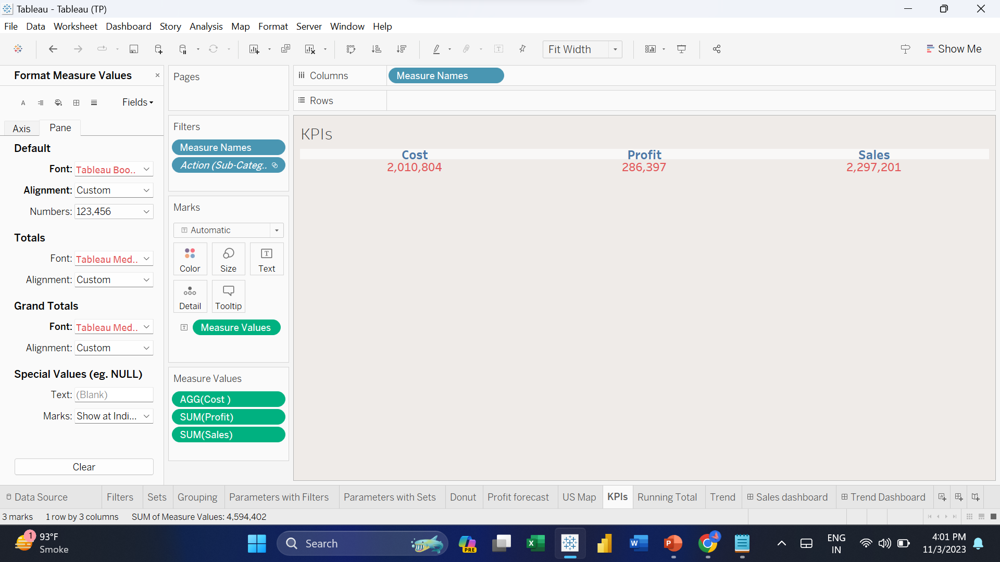 Tableau - Tableau (TP)
File Data Worksheet Dashboard Story Analysis Map Format Server Window Help
Fit Width
Show Me
Format Measure Values
Fields
Axis
Pane
Default
Font: Tableau Boo..
Alignment: Custom
Numbers: 123,456
Totals
Font: Tableau Med..
Alignment: Custom
Grand Totals
Font: Tableau Med..
Alignment: Custom
Special Values (eg. NULL)
Text: (Blank)
Marks: Show at Indi...
Clear
Pages
Filters
Measure Names
Action (Sub-Categ..
Marks
Automatic
Color
Size
Text
Detail
Tooltip
Measure Values
Measure Values
AGG(Cost )
SUM(Profit)
SUM(Sales)
Columns
Measure Names
Rows
KPIs
Cost Profit Sales
2,010,804 286,397 2,297,201
Data Source Filters Sets Grouping Parameters with Filters Parameters with Sets Donut Profit forecast US Map KPIs Running Total Trend Sales dashboard Trend Dashboard
3 marks 1 row by 3 columns SUM of Measure Values: 4,594,402
1
93°F
Smoke
Search
PRE
ENG
IN
4:01 PM
11/3/2023